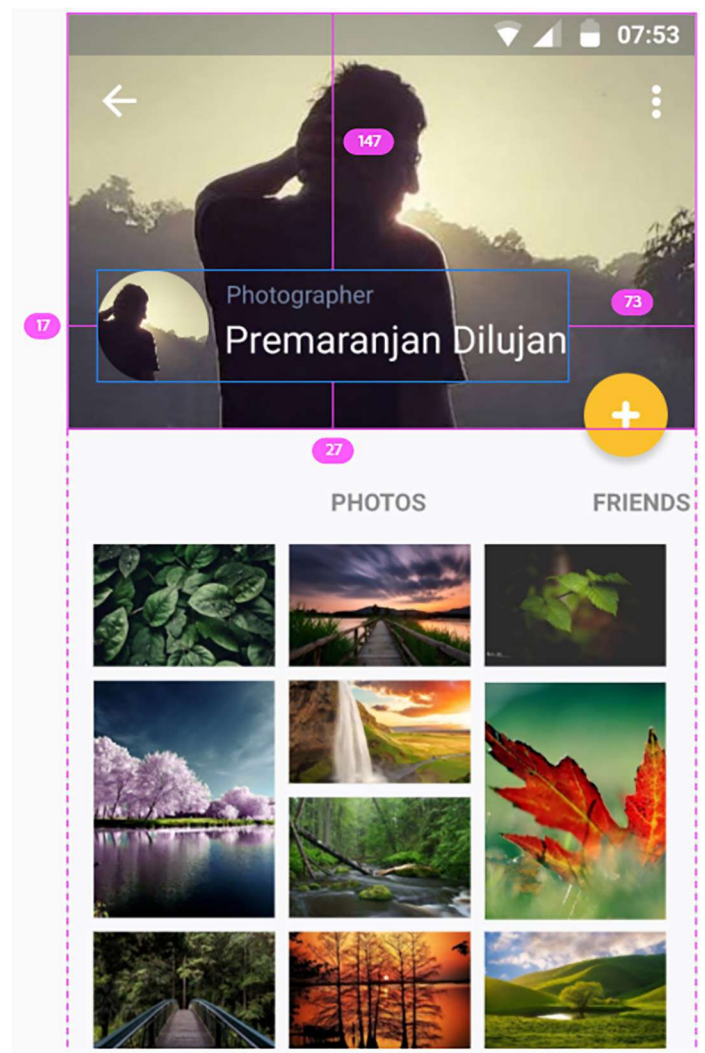 07:53
147
Photographer
Premaranjan Dilujan
17
73
27
PHOTOS
FRIENDS